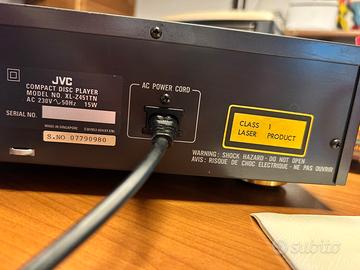 JVC
COMPACT DISC PLAYER
MODEL NO. XL-Z451TN
AC 230V∿50Hz 15W
SERIAL NO.
MADE IN SINGAPORE
S.NO 07790980
AC POWER CORD
CLASS 1
LASER PRODUCT
WARNING: SHOCK HAZARD - DO NOT OPEN
AVIS: RISQUE DE CHOC ELECTRIQUE - NE PAS OUVRIR
subito